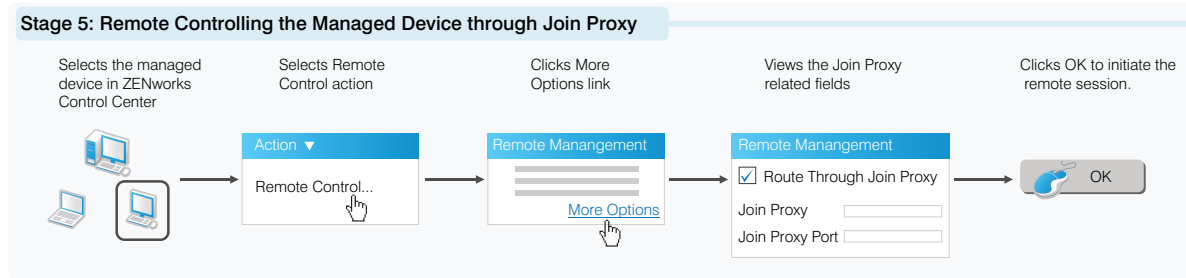 Stage 5: Remote Controlling the Managed Device through Join Proxy
Selects the managed
device in ZENworks
Control Center
Selects Remote
Control action
Clicks More
Options link
Views the Join Proxy
related fields
Clicks OK to initiate the
remote session.
Action ▼
Remote Control...
Remote Manangement
More Options
Remote Manangement
Route Through Join Proxy
Join Proxy
Join Proxy Port
OK